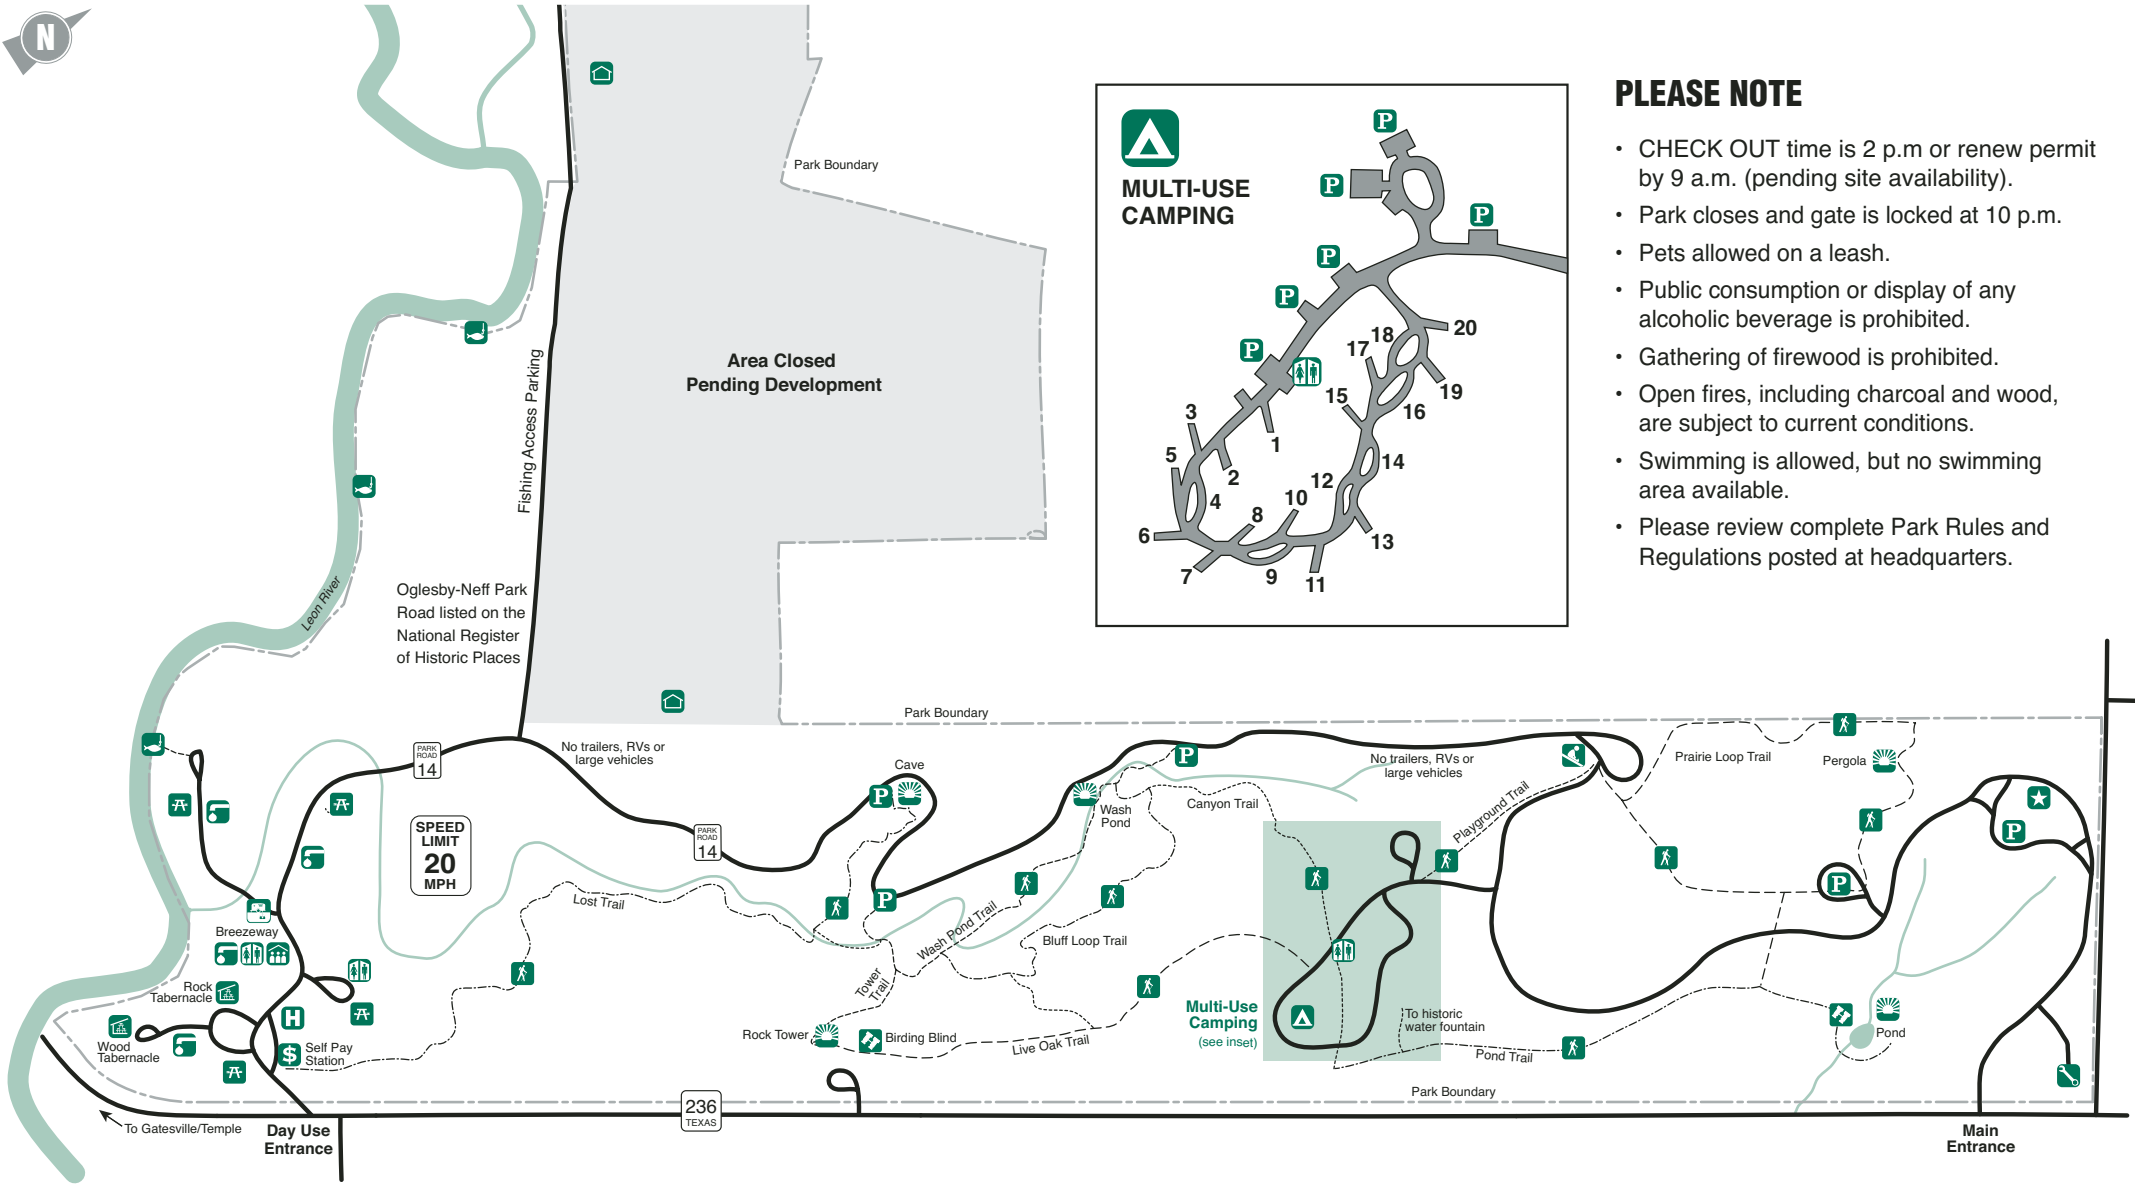 N
Park Boundary
Area Closed
Pending Development
Fishing Access Parking
Oglesby-Neff Park
Road listed on the
National Register
of Historic Places
Leon River
MULTI-USE
CAMPING
P
P
P
P
P
P
20
18
17
19
15
16
3
1
5
2
14
12
4
10
8
6
13
7
9
11
PLEASE NOTE
• CHECK OUT time is 2 p.m or renew permit
by 9 a.m. (pending site availability).
• Park closes and gate is locked at 10 p.m.
• Pets allowed on a leash.
• Public consumption or display of any
alcoholic beverage is prohibited.
• Gathering of firewood is prohibited.
• Open fires, including charcoal and wood,
are subject to current conditions.
• Swimming is allowed, but no swimming
area available.
• Please review complete Park Rules and
Regulations posted at headquarters.
Park Boundary
PARK
ROAD
14
No trailers, RVs or
large vehicles
SPEED
LIMIT
20
MPH
PARK
ROAD
14
Cave
P
P
P
Wash
Pond
Canyon Trail
No trailers, RVs or
large vehicles
Playground Trail
Prairie Loop Trail
Pergola
P
P
Lost Trail
Wash Pond Trail
Bluff Loop Trail
Tower
Trail
Breezeway
Rock
Tabernacle
Wood
Tabernacle
H
$
Self Pay
Station
Rock Tower
Birding Blind
Live Oak Trail
Multi-Use
Camping
(see inset)
To historic
water fountain
Pond Trail
Pond
Park Boundary
236
TEXAS
To Gatesville/Temple
Day Use
Entrance
Main
Entrance